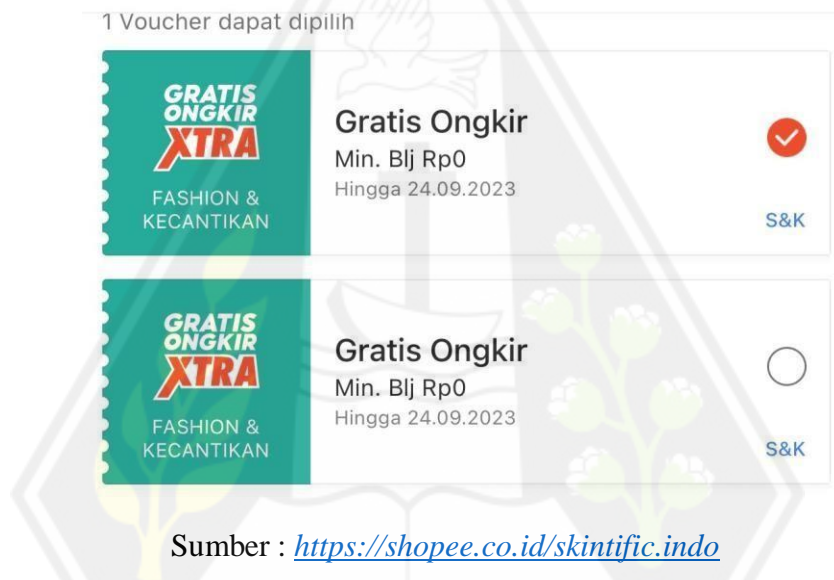 1 Voucher dapat dipilih
GRATIS
ONGKIR
XTRA
FASHION &
KECANTIKAN
Gratis Ongkir
Min. Blj Rp0
Hingga 24.09.2023
S&K
GRATIS
ONGKIR
XTRA
FASHION &
KECANTIKAN
Gratis Ongkir
Min. Blj Rp0
Hingga 24.09.2023
S&K
Sumber : https://shopee.co.id/skintific.indo